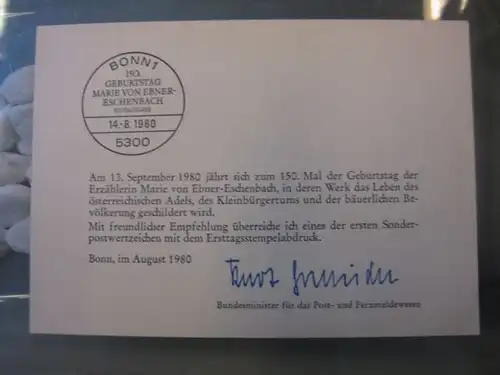 BONN 1
150.
GEBURTSTAG
MARIE VON EBNER-
ESCHENBACH
14.-8.1980
5300
Am 13. September 1980 jährt sich zum 150. Mal der Geburtstag der
Erzählerin Marie von Ebner-Eschenbach, in deren Werk das Leben des
österreichischen Adels, des Kleinbürgertums und der bäuerlichen Be-
völkerung geschildert wird.
Mit freundlicher Empfehlung überreiche ich eines der ersten Sonder-
postwertzeichen mit dem Ersttagsstempelabdruck.
Bonn, im August 1980
Bundesminister für das Post- und Fernmeldewesen